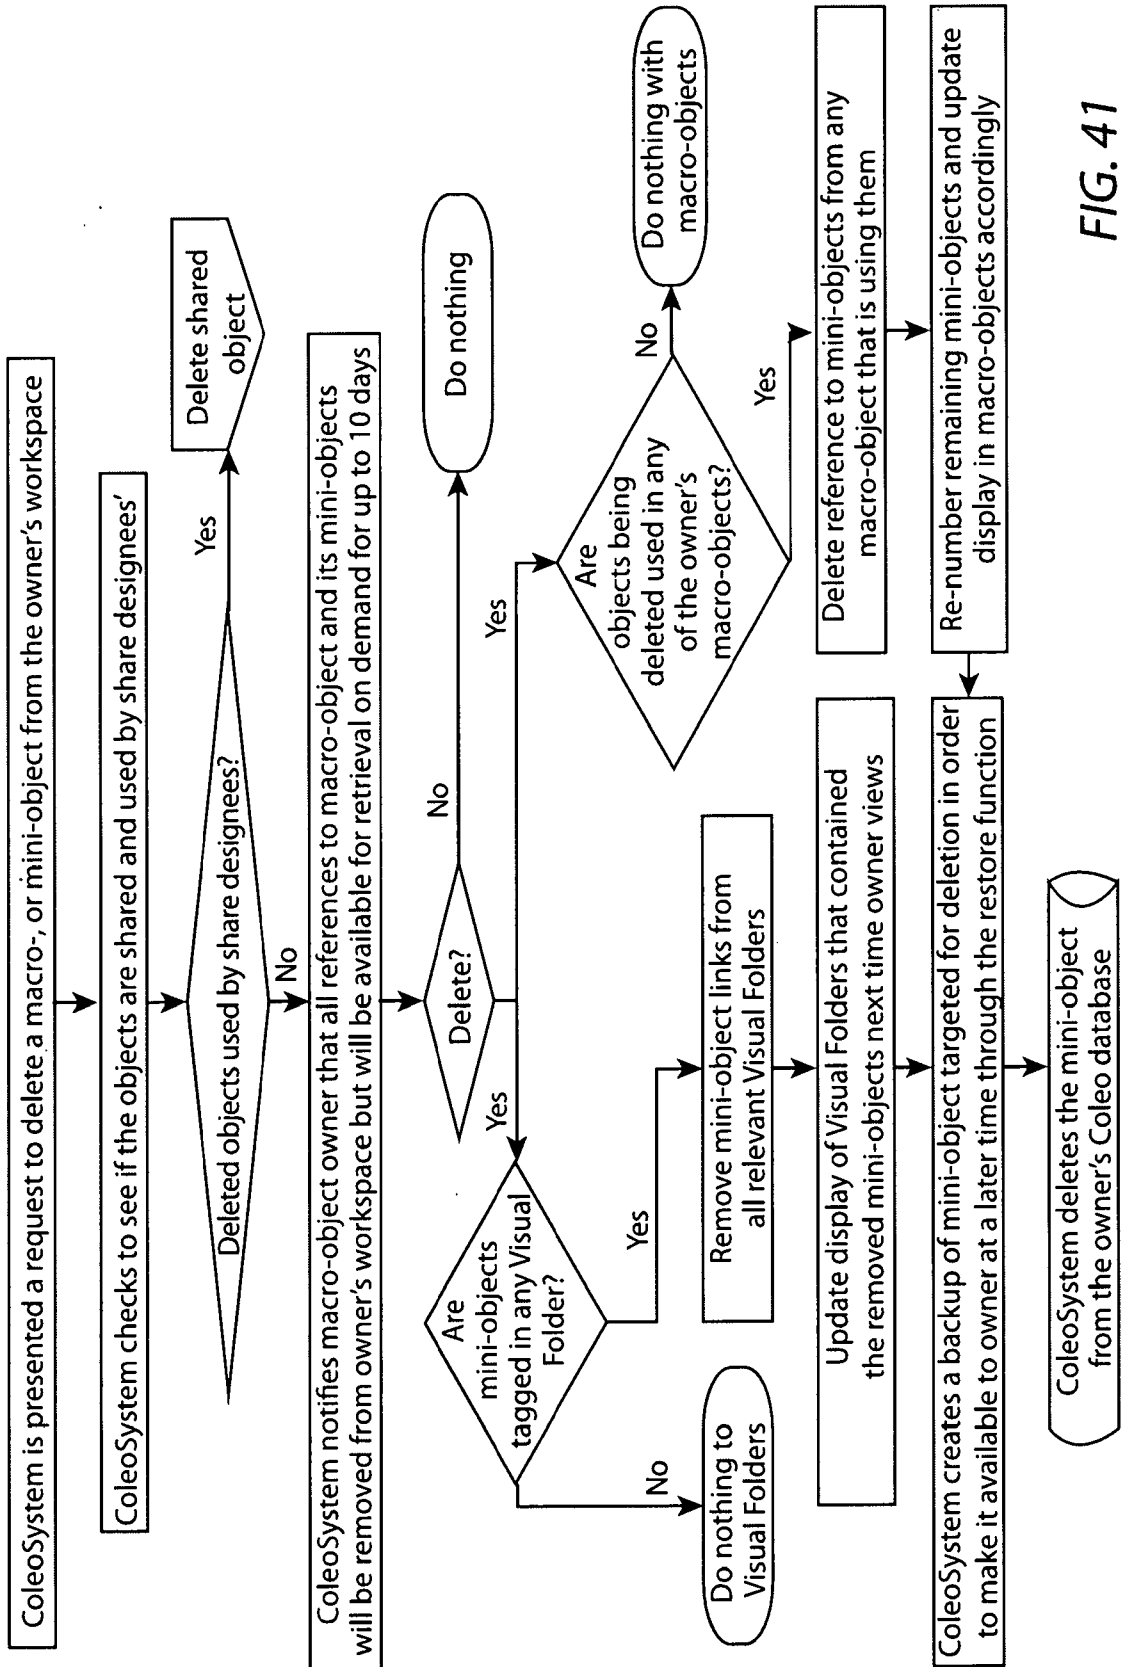 ColeoSystem is presented a request to delete a macro-, or mini-object from the owner's workspace
ColeoSystem checks to see if the objects are shared and used by share designees'
Deleted objects used by share designees?
Yes
Delete shared
object
No
ColeoSystem notifies macro-object owner that all references to macro-object and its mini-objects
will be removed from owner's workspace but will be available for retrieval on demand for up to 10 days
Delete?
No
Do nothing
Yes
Yes
Are
mini-objects
tagged in any Visual
Folder?
No
Do nothing to
Visual Folders
Yes
Remove mini-object links from
all relevant Visual Folders
Update display of Visual Folders that contained
the removed mini-objects next time owner views
Are
objects being
deleted used in any
of the owner's
macro-objects?
No
Do nothing with
macro-objects
Yes
Delete reference to mini-objects from any
macro-object that is using them
Re-number remaining mini-objects and update
display in macro-objects accordingly
ColeoSystem creates a backup of mini-object targeted for deletion in order
to make it available to owner at a later time through the restore function
ColeoSystem deletes the mini-object
from the owner's Coleo database
FIG. 41